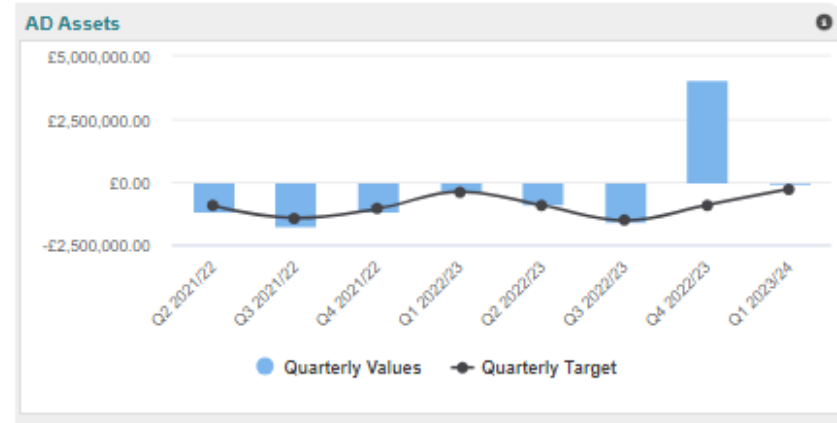 AD Assets
£5,000,000.00
£2,500,000.00
£0.00
-£2,500,000.00
Q2 2021/22
Q3 2021/22
Q4 2021/22
Q1 2022/23
Q2 2022/23
Q3 2022/23
Q4 2022/23
Q1 2023/24
Quarterly Values Quarterly Target